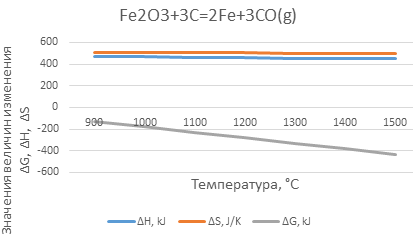 Fe2O3+3C=2Fe+3CO(g)
Значения величин изменения
ΔG, ΔH, ΔS
600
400
200
0
-200
-400
-600
900 1000 1100 1200 1300 1400 1500
Температура, °C
ΔH, kJ ΔS, J/K ΔG, kJ